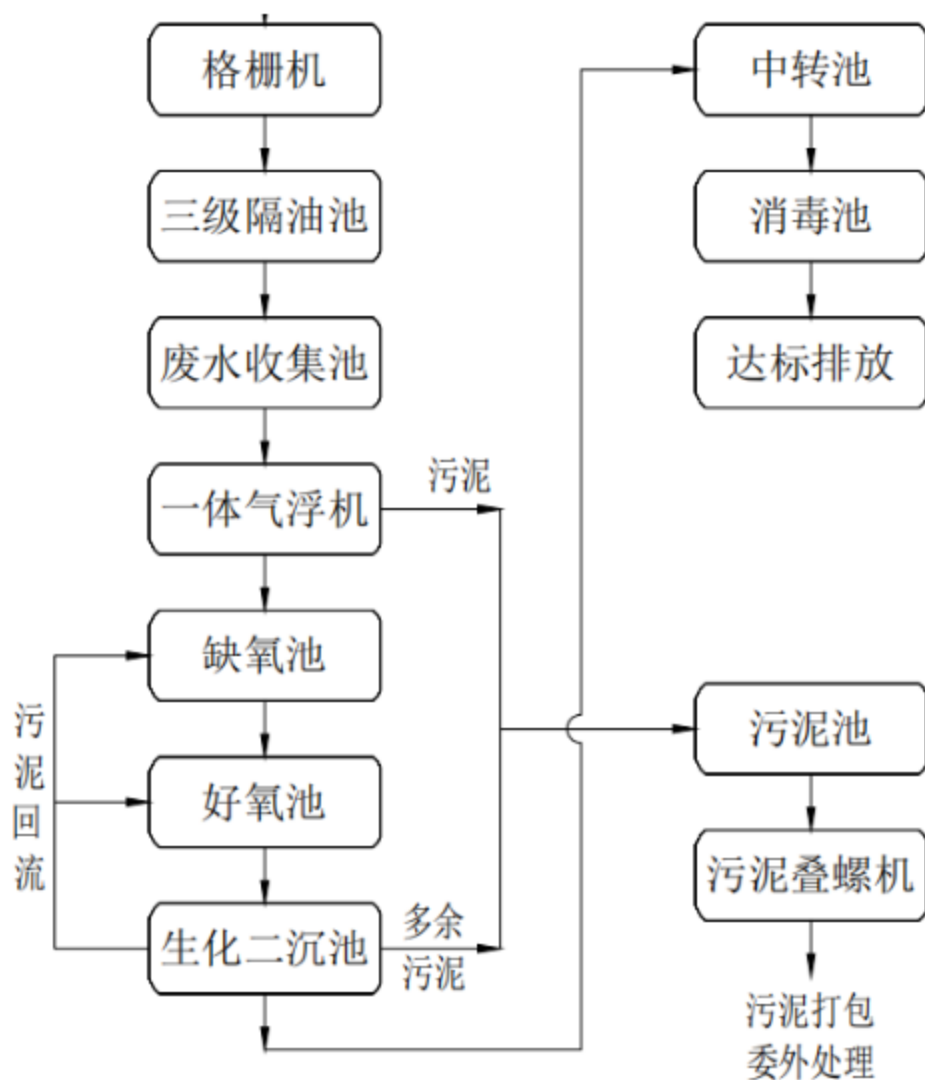 格栅机
三级隔油池
废水收集池
一体气浮机
污泥
缺氧池
好氧池
污泥回流
生化二沉池
多余
污泥
中转池
消毒池
达标排放
污泥池
污泥叠螺机
污泥打包
委外处理